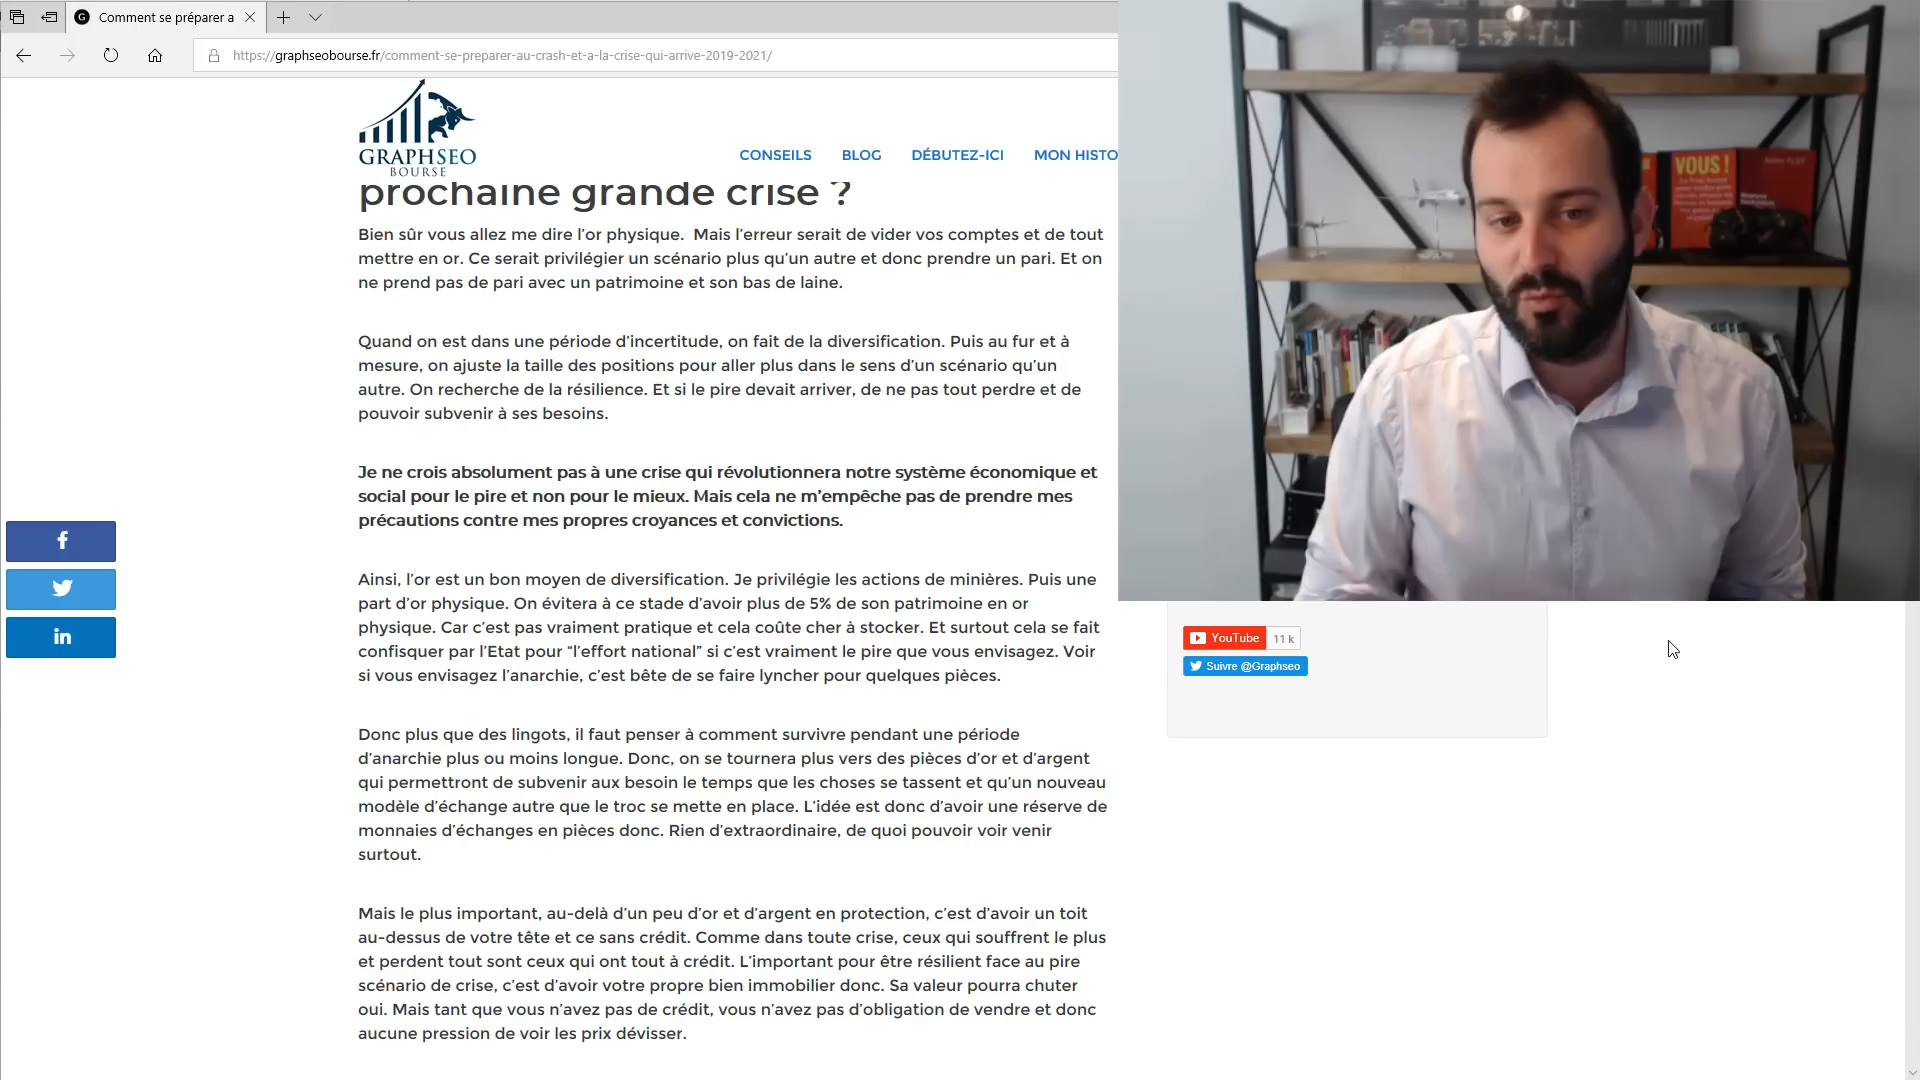 Comment se préparer a
https://graphseobourse.fr/comment-se-preparer-au-crash-et-a-la-crise-qui-arrive-2019-2021/
GRAPHSEO
BOURSE
CONSEILS
BLOG
DÉBUTEZ-ICI
MON HISTO
prochaine grande crise ?
Bien sûr vous allez me dire l’or physique.  Mais l’erreur serait de vider vos comptes et de tout
mettre en or. Ce serait privilégier un scénario plus qu’un autre et donc prendre un pari. Et on
ne prend pas de pari avec un patrimoine et son bas de laine.
Quand on est dans une période d’incertitude, on fait de la diversification. Puis au fur et à
mesure, on ajuste la taille des positions pour aller plus dans le sens d’un scénario qu’un
autre. On recherche de la résilience. Et si le pire devait arriver, de ne pas tout perdre et de
pouvoir subvenir à ses besoins.
Je ne crois absolument pas à une crise qui révolutionnera notre système économique et
social pour le pire et non pour le mieux. Mais cela ne m’empêche pas de prendre mes
précautions contre mes propres croyances et convictions.
Ainsi, l’or est un bon moyen de diversification. Je privilégie les actions de minières. Puis une
part d’or physique. On évitera à ce stade d’avoir plus de 5% de son patrimoine en or
physique. Car c’est pas vraiment pratique et cela coûte cher à stocker. Et surtout cela se fait
confisquer par l’Etat pour “l’effort national” si c’est vraiment le pire que vous envisagez. Voir
si vous envisagez l’anarchie, c’est bête de se faire lyncher pour quelques pièces.
Donc plus que des lingots, il faut penser à comment survivre pendant une période
d’anarchie plus ou moins longue. Donc, on se tournera plus vers des pièces d’or et d’argent
qui permettront de subvenir aux besoin le temps que les choses se tassent et qu’un nouveau
modèle d’échange autre que le troc se mette en place. L’idée est donc d’avoir une réserve de
monnaies d’échanges en pièces donc. Rien d’extraordinaire, de quoi pouvoir voir venir
surtout.
Mais le plus important, au-delà d’un peu d’or et d’argent en protection, c’est d’avoir un toit
au-dessus de votre tête et ce sans crédit. Comme dans toute crise, ceux qui souffrent le plus
et perdent tout sont ceux qui ont tout à crédit. L’important pour être résilient face au pire
scénario de crise, c’est d’avoir votre propre bien immobilier donc. Sa valeur pourra chuter
oui. Mais tant que vous n’avez pas de crédit, vous n’avez pas d’obligation de vendre et donc
aucune pression de voir les prix dévisser.
YouTube 11 k
Suivre @Graphseo
VOUS !